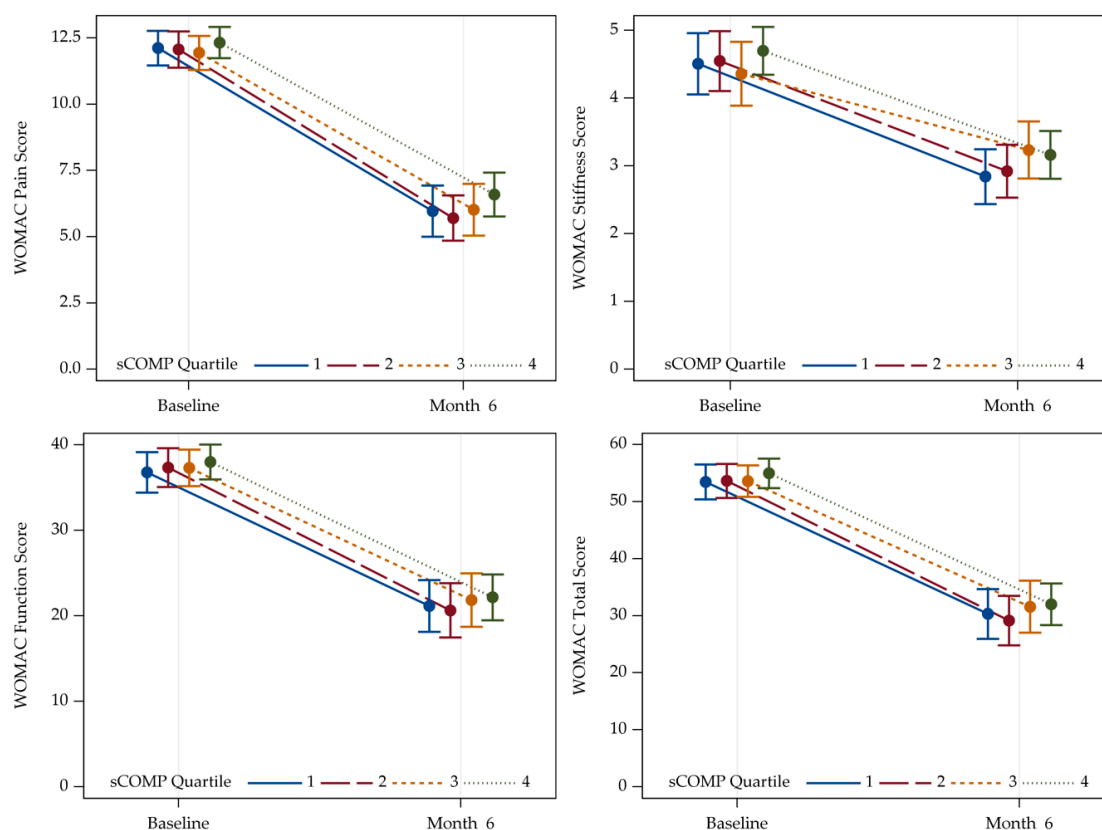 WOMAC Pain Score
12.5
10.0
7.5
5.0
2.5
0.0
sCOMP Quartile 1 2 3 4
Baseline Month 6
WOMAC Stiffness Score
5
4
3
2
1
0
sCOMP Quartile 1 2 3 4
Baseline Month 6
WOMAC Function Score
40
30
20
10
0
sCOMP Quartile 1 2 3 4
Baseline Month 6
WOMAC Total Score
60
50
40
30
20
10
0
sCOMP Quartile 1 2 3 4
Baseline Month 6